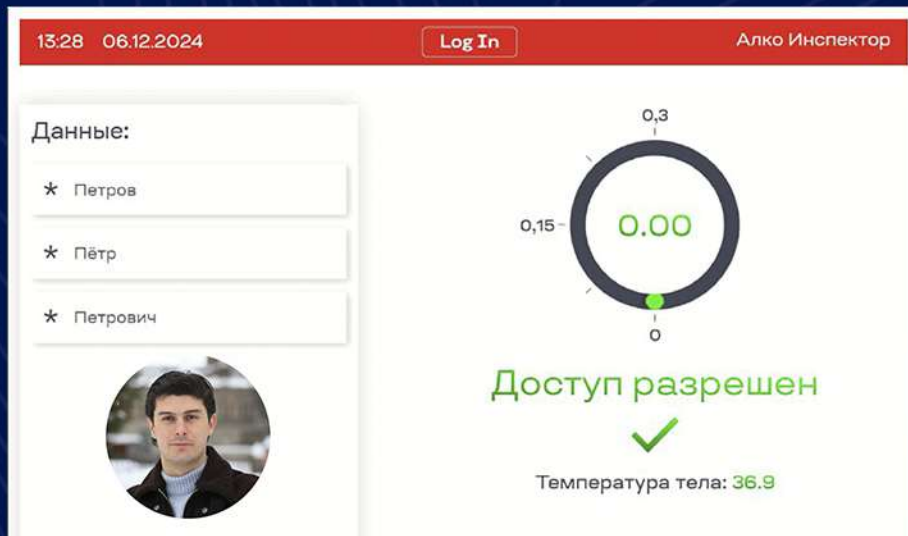 13:28 06.12.2024 Log In Алко Инспектор
Данные:
* Петров
* Пётр
* Петрович
0,3
0,15
0.00
0
Доступ разрешен
Температура тела: 36.9